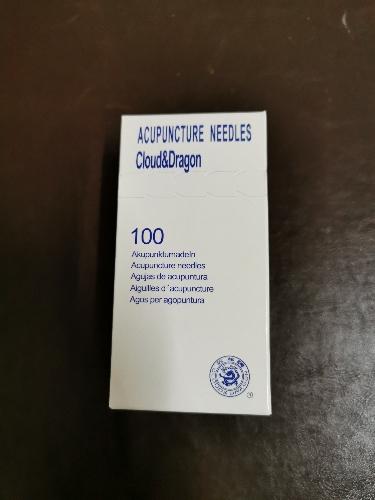 ACUPUNCTURE NEEDLES
Cloud&Dragon
100
Akupunkturnadeln
Acupuncture needles
Agujas de acupuntura
Aiguilles d´acupuncture
Agos per agopuntura